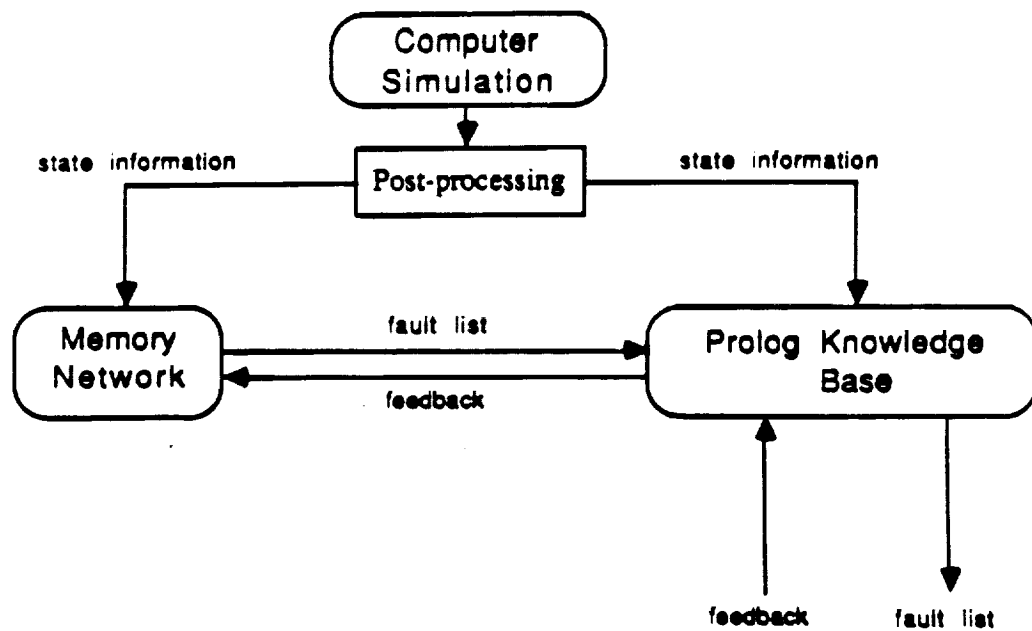 Computer
Simulation
state information
Post-processing
state information
Memory
Network
fault list
feedback
Prolog Knowledge
Base
feedback
fault list